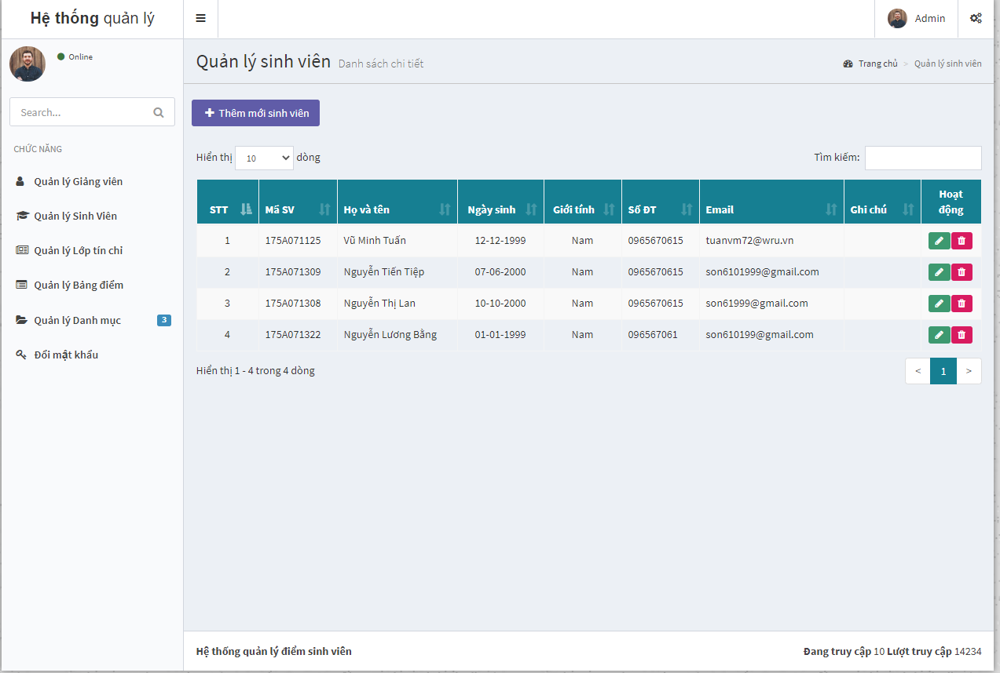 Hệ thống quản lý
Admin
Online
Search...
CHỨC NĂNG
Quản lý Giảng viên
Quản lý Sinh Viên
Quản lý Lớp tín chỉ
Quản lý Bảng điểm
Quản lý Danh mục 3
Đổi mật khẩu
Quản lý sinh viên Danh sách chi tiết
Trang chủ > Quản lý sinh viên
Thêm mới sinh viên
Hiển thị 10 dòng
Tìm kiếm:
STT Mã SV Họ và tên Ngày sinh Giới tính Số ĐT Email Ghi chú Hoạt động
1 175A071125 Vũ Minh Tuấn 12-12-1999 Nam 0965670615 tuanvm72@wru.vn
2 175A071309 Nguyễn Tiến Tiệp 07-06-2000 Nam 0965670615 son6101999@gmail.com
3 175A071308 Nguyễn Thị Lan 10-10-2000 Nam 0965670615 son61999@gmail.com
4 175A071322 Nguyễn Lương Bằng 01-01-1999 Nam 096567061 son610199@gmail.com
Hiển thị 1 - 4 trong 4 dòng
< 1 >
Hệ thống quản lý điểm sinh viên
Đang truy cập 10 Lượt truy cập 14234